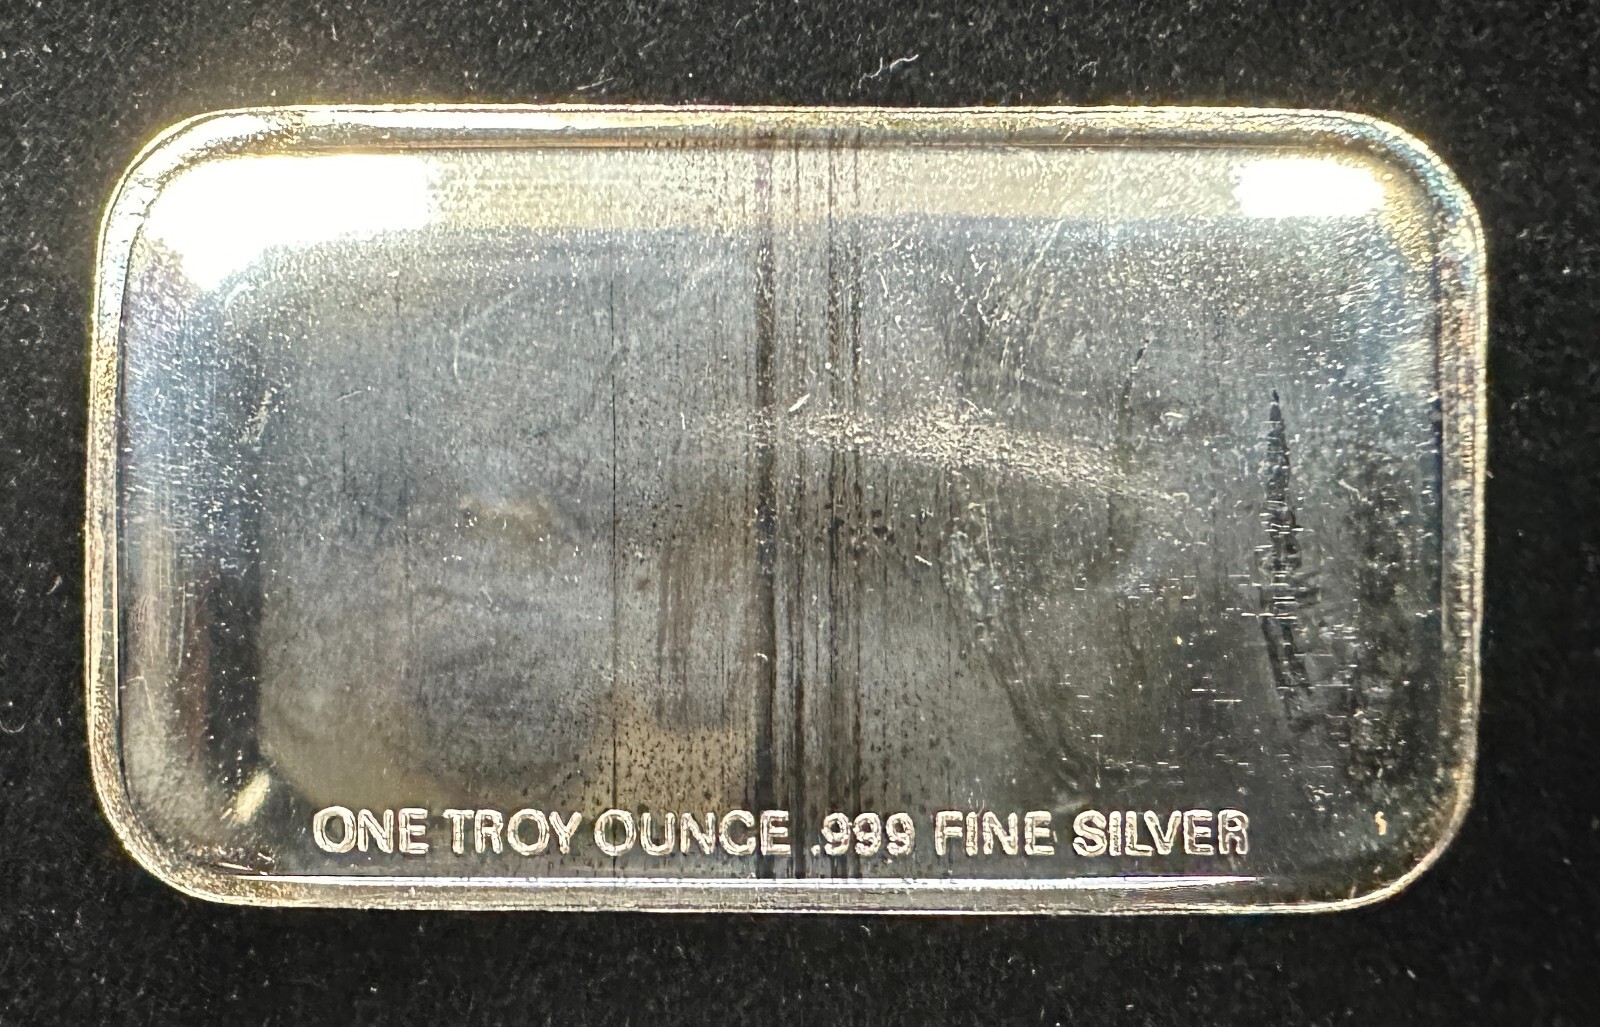 ONE TROY OUNCE .999 FINE SILVER